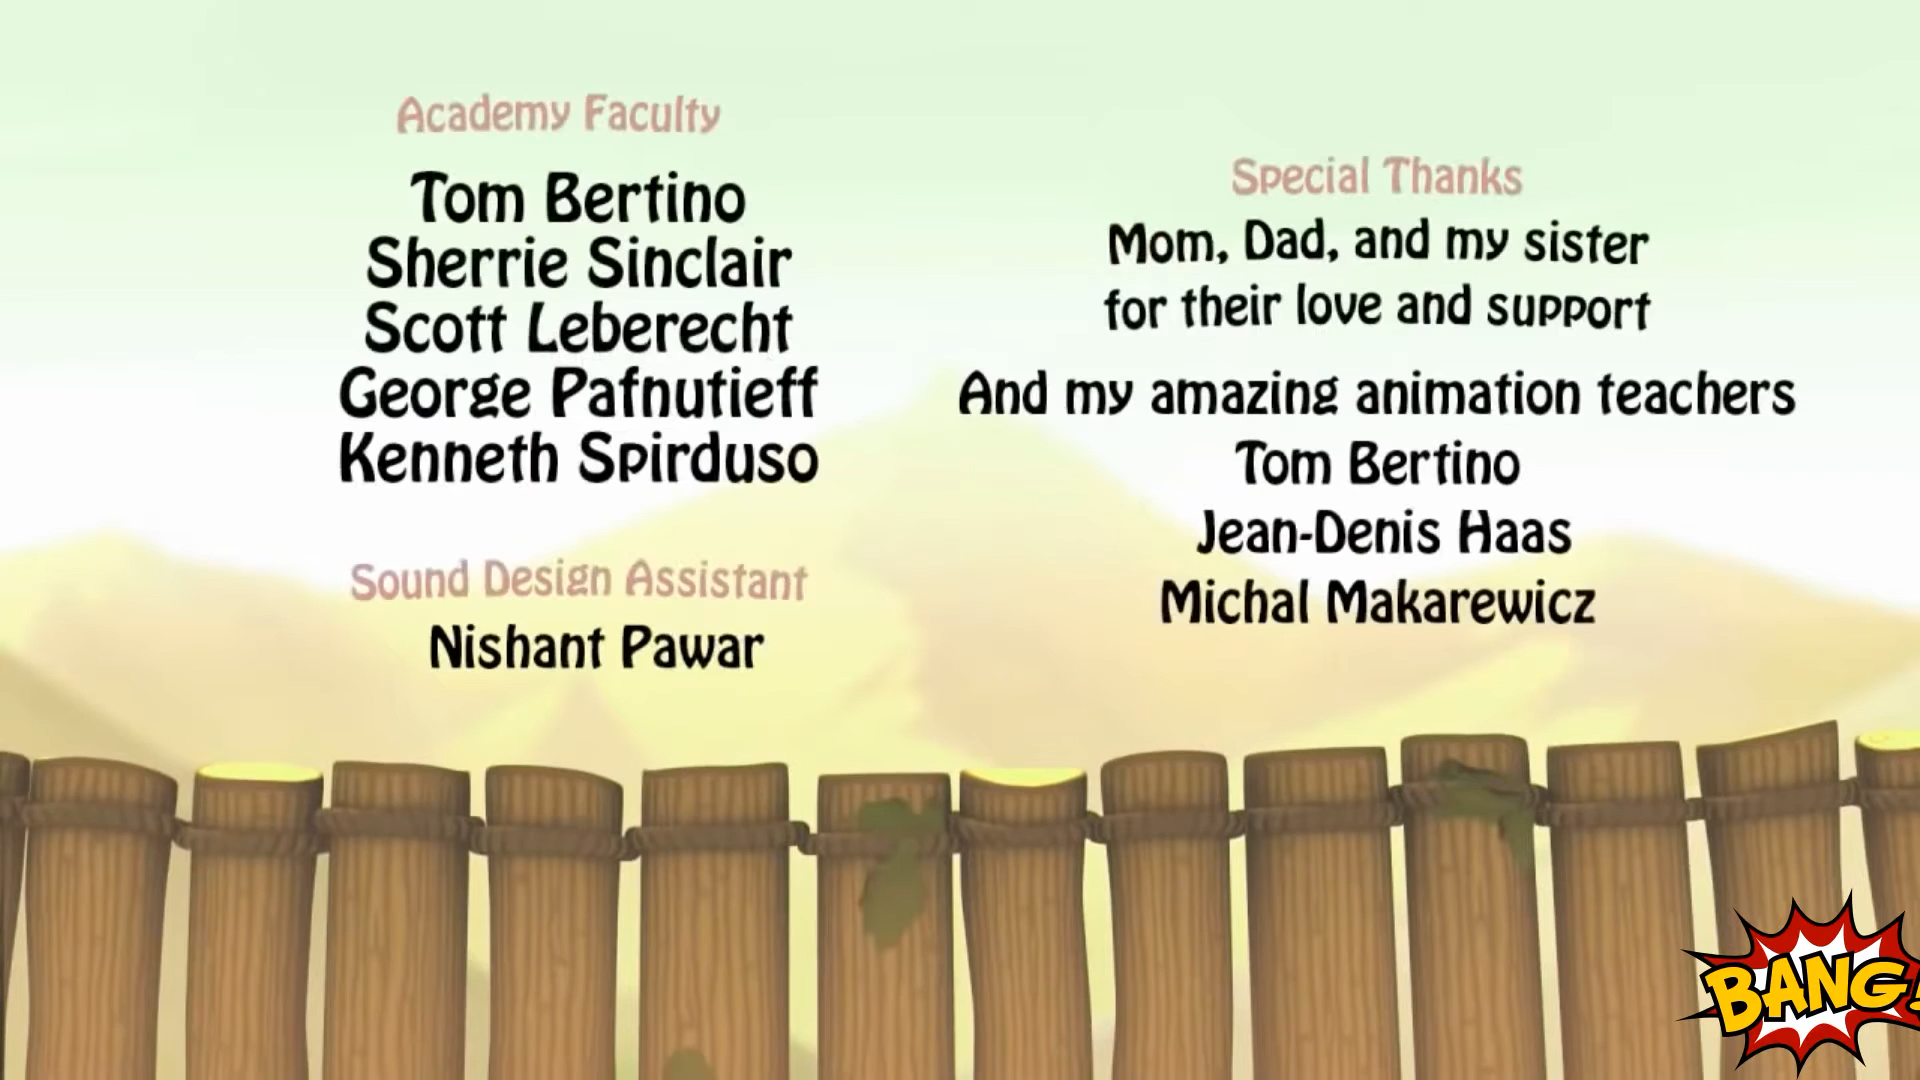 Academy Faculty
Tom Bertino
Sherrie Sinclair
Scott Leberecht
George Pafnutieff
Kenneth Spirduso
Sound Design Assistant
Nishant Pawar
Special Thanks
Mom, Dad, and my sister
for their love and support
And my amazing animation teachers
Tom Bertino
Jean-Denis Haas
Michal Makarewicz
BANG!